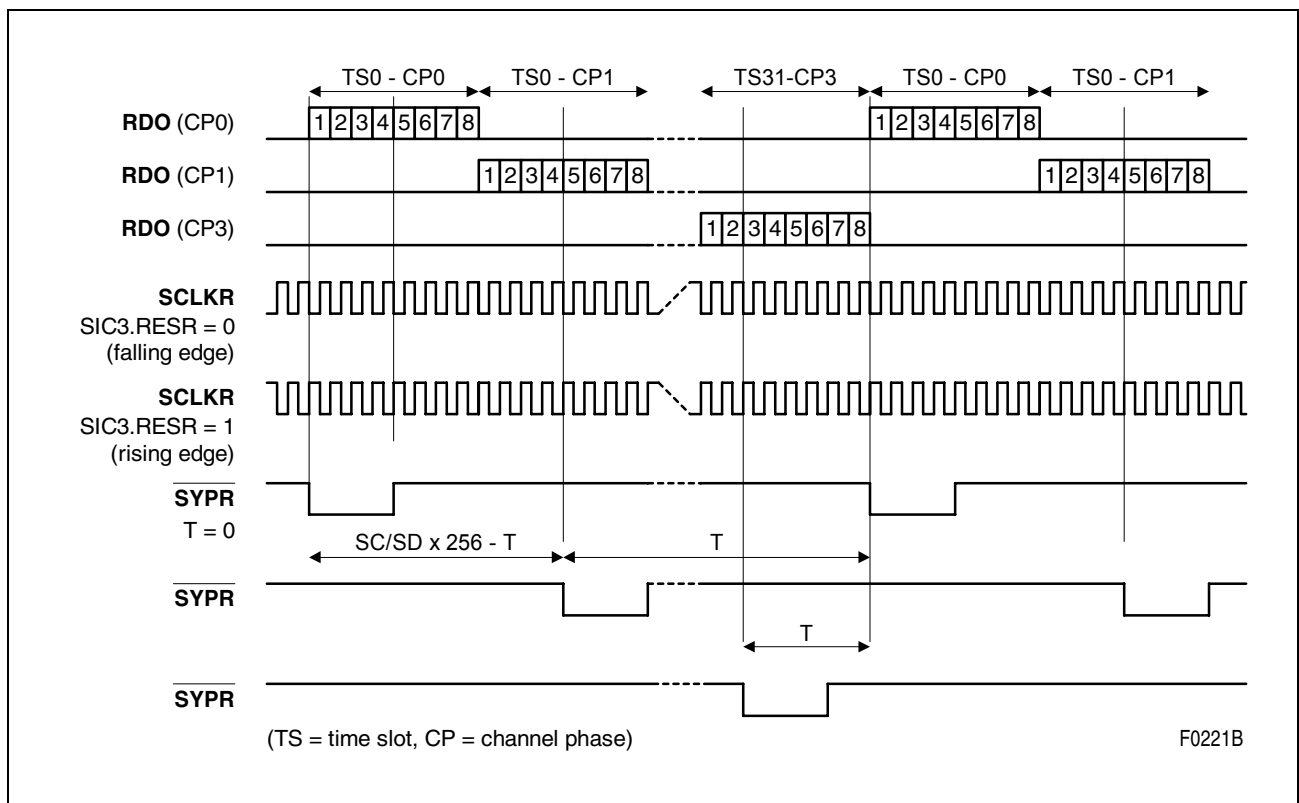 TS0 - CP0 TS0 - CP1 TS31-CP3 TS0 - CP0 TS0 - CP1
RDO (CP0) 1 2 3 4 5 6 7 8 1 2 3 4 5 6 7 8
RDO (CP1) 1 2 3 4 5 6 7 8 1 2 3 4 5 6 7 8
RDO (CP3) 1 2 3 4 5 6 7 8
SCLKR
SIC3.RESR = 0
(falling edge)
SCLKR
SIC3.RESR = 1
(rising edge)
SYPR
T = 0
SC/SD x 256 - T T
SYPR
T
SYPR
(TS = time slot, CP = channel phase) F0221B